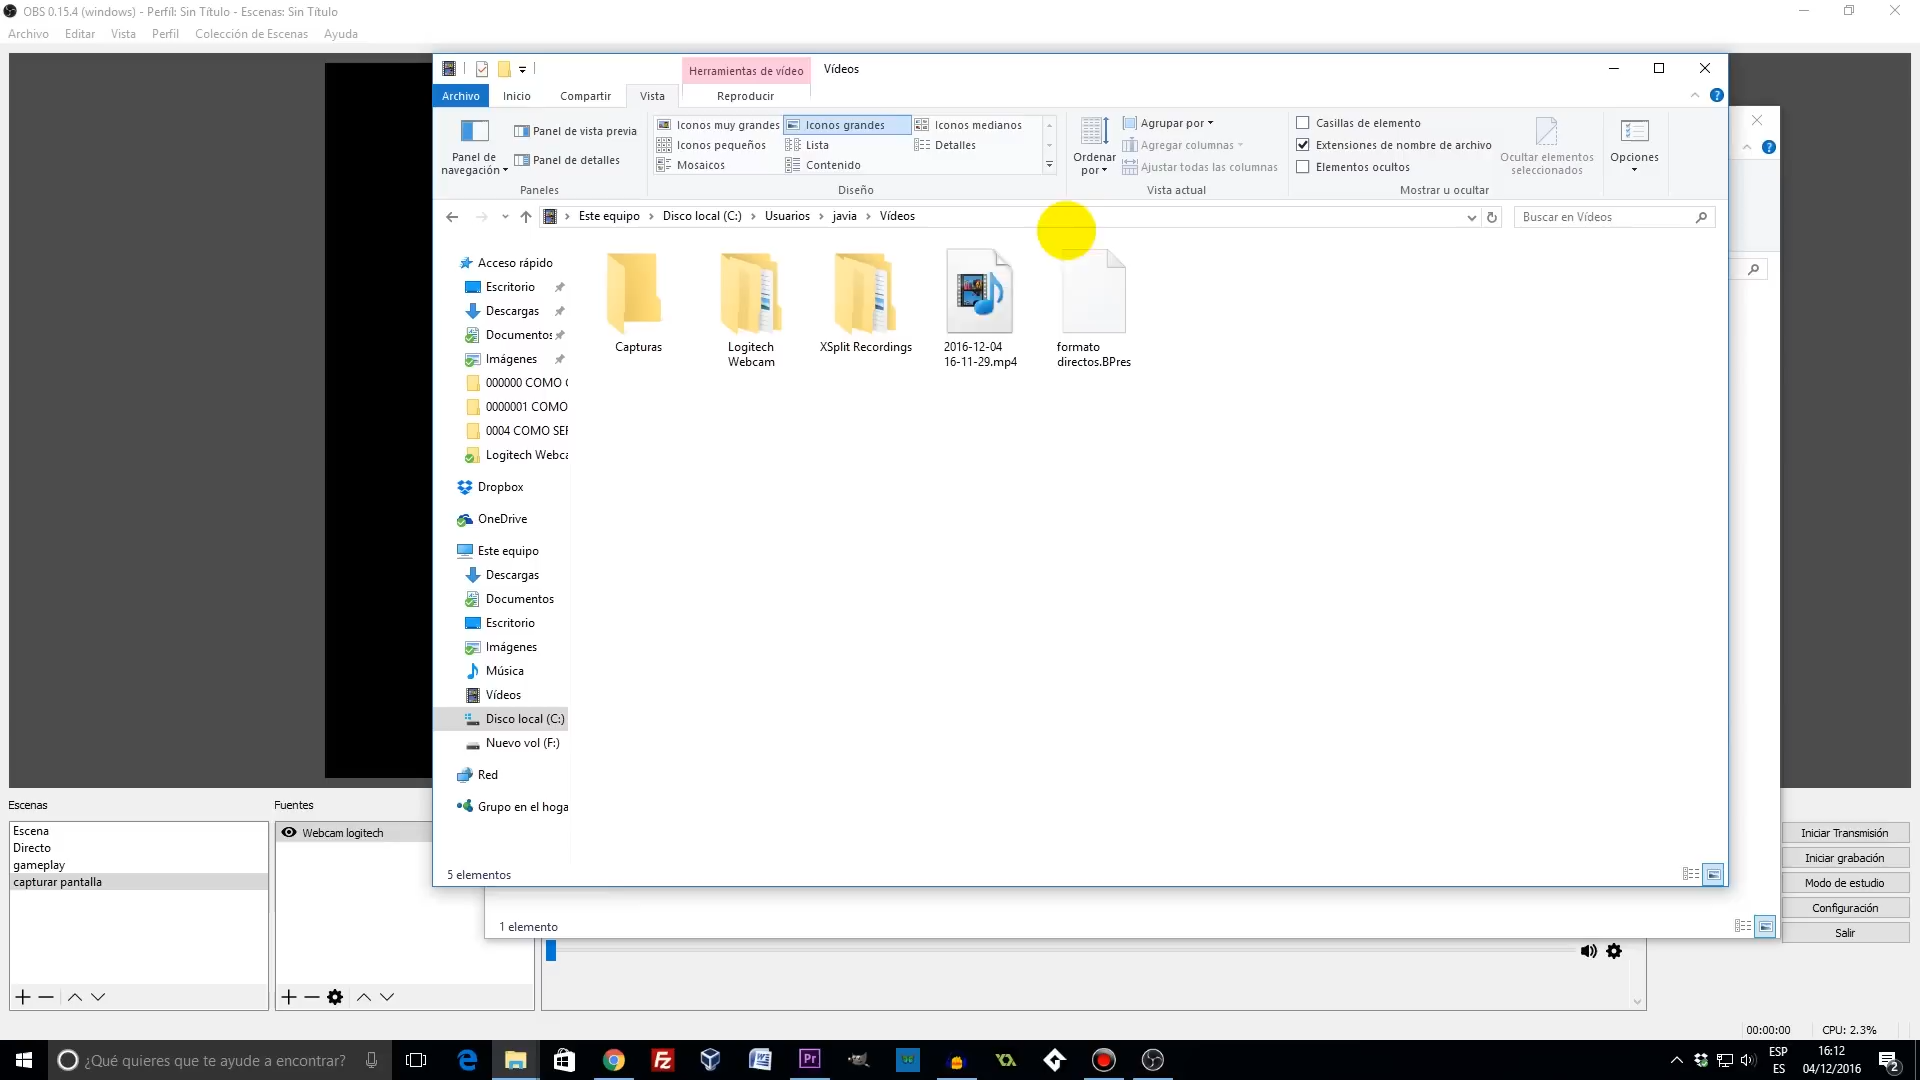 OBS 0.15.4 (windows) - Perfil: Sin Título - Escenas: Sin Título
Archivo Editar Vista Perfil Colección de Escenas Ayuda
Herramientas de vídeo Vídeos
Archivo Inicio Compartir Vista Reproducir
Panel de navegación
Panel de vista previa
Panel de detalles
Paneles
Iconos muy grandes Iconos grandes Iconos medianos
Iconos pequeños Lista Detalles
Mosaicos Contenido
Diseño
Ordenar por
Agrupar por
Agregar columnas
Ajustar todas las columnas
Vista actual
Casillas de elemento
Extensiones de nombre de archivo
Elementos ocultos
Ocultar elementos seleccionados
Mostrar u ocultar
Opciones
Este equipo Disco local (C:) Usuarios javia Vídeos
Buscar en Vídeos
Acceso rápido
Escritorio
Descargas
Documentos
Imágenes
000000 COMO
0000001 COMO
0004 COMO SEF
Logitech Webca
Dropbox
OneDrive
Este equipo
Descargas
Documentos
Escritorio
Imágenes
Música
Vídeos
Disco local (C:)
Nuevo vol (F:)
Red
Grupo en el hoga
Capturas
Logitech Webcam
XSplit Recordings
2016-12-04
16-11-29.mp4
formato
directos.BPres
5 elementos
1 elemento
Escenas
Escena
Directo
gameplay
capturar pantalla
Fuentes
Webcam logitech
Iniciar Transmisión
Iniciar grabación
Modo de estudio
Configuración
Salir
00:00:00 CPU: 2.3%
¿Qué quieres que te ayude a encontrar?
ESP
ES
16:12
04/12/2016
2